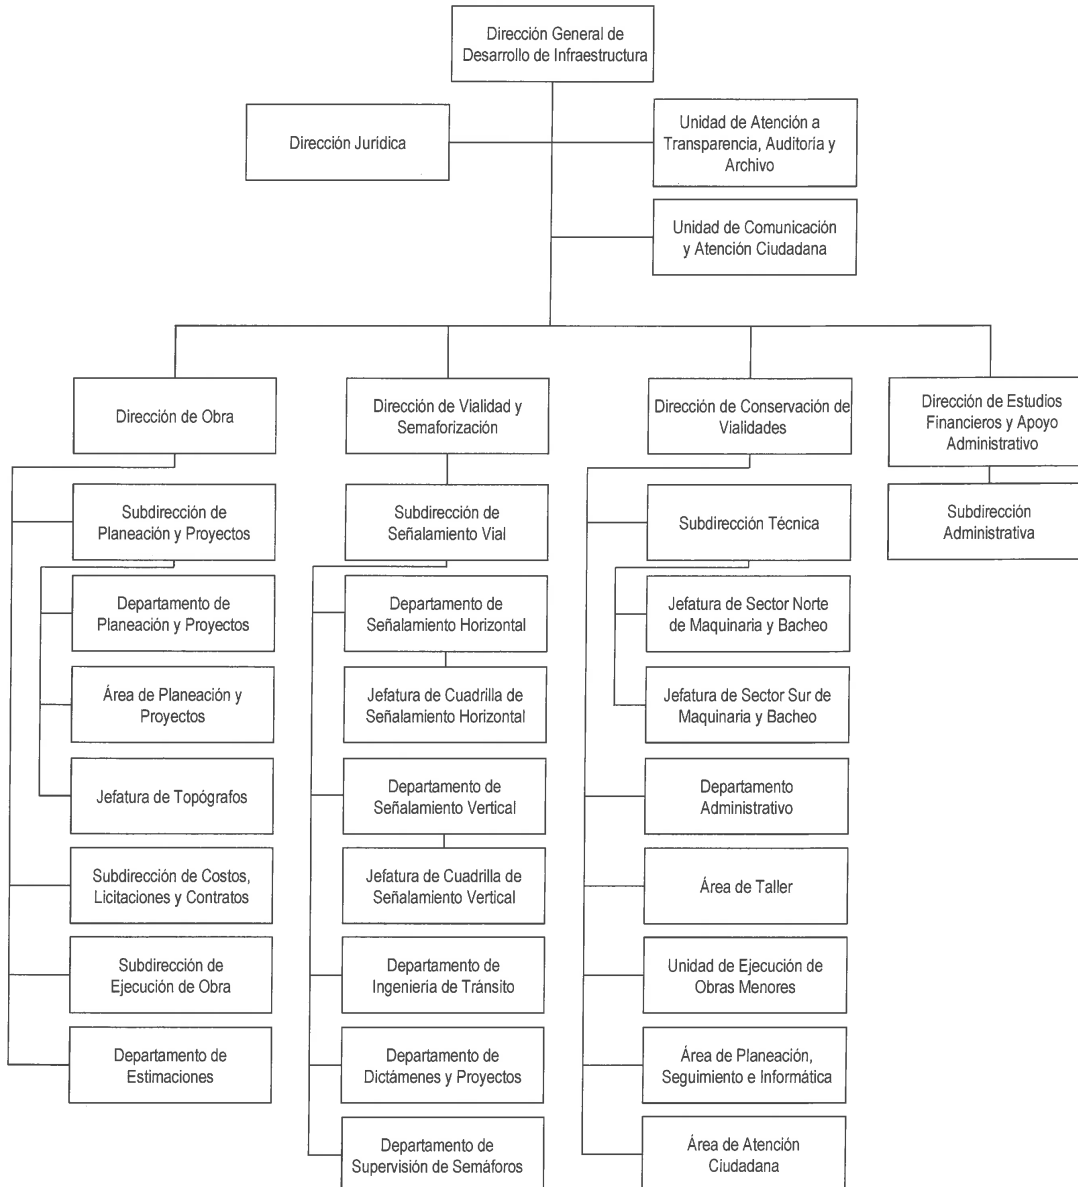 Dirección General de
Desarrollo de Infraestructura
Dirección Jurídica
Unidad de Atención a
Transparencia, Auditoría y
Archivo
Unidad de Comunicación
y Atención Ciudadana
Dirección de Obra
Subdirección de
Planeación y Proyectos
Departamento de
Planeación y Proyectos
Área de Planeación y
Proyectos
Jefatura de Topógrafos
Subdirección de Costos,
Licitaciones y Contratos
Subdirección de
Ejecución de Obra
Departamento de
Estimaciones
Dirección de Vialidad y
Semaforización
Subdirección de
Señalamiento Vial
Departamento de
Señalamiento Horizontal
Jefatura de Cuadrilla de
Señalamiento Horizontal
Departamento de
Señalamiento Vertical
Jefatura de Cuadrilla de
Señalamiento Vertical
Departamento de
Ingenieria de Tránsito
Departamento de
Dictámenes y Proyectos
Departamento de
Supervisión de Semáforos
Dirección de Conservación de
Vialidades
Subdirección Técnica
Jefatura de Sector Norte
de Maquinaria y Bacheo
Jefatura de Sector Sur de
Maquinaria y Bacheo
Departamento
Administrativo
Área de Taller
Unidad de Ejecución de
Obras Menores
Área de Planeación,
Seguimiento e Informática
Área de Atención
Ciudadana
Dirección de Estudios
Financieros y Apoyo
Administrativo
Subdirección
Administrativa